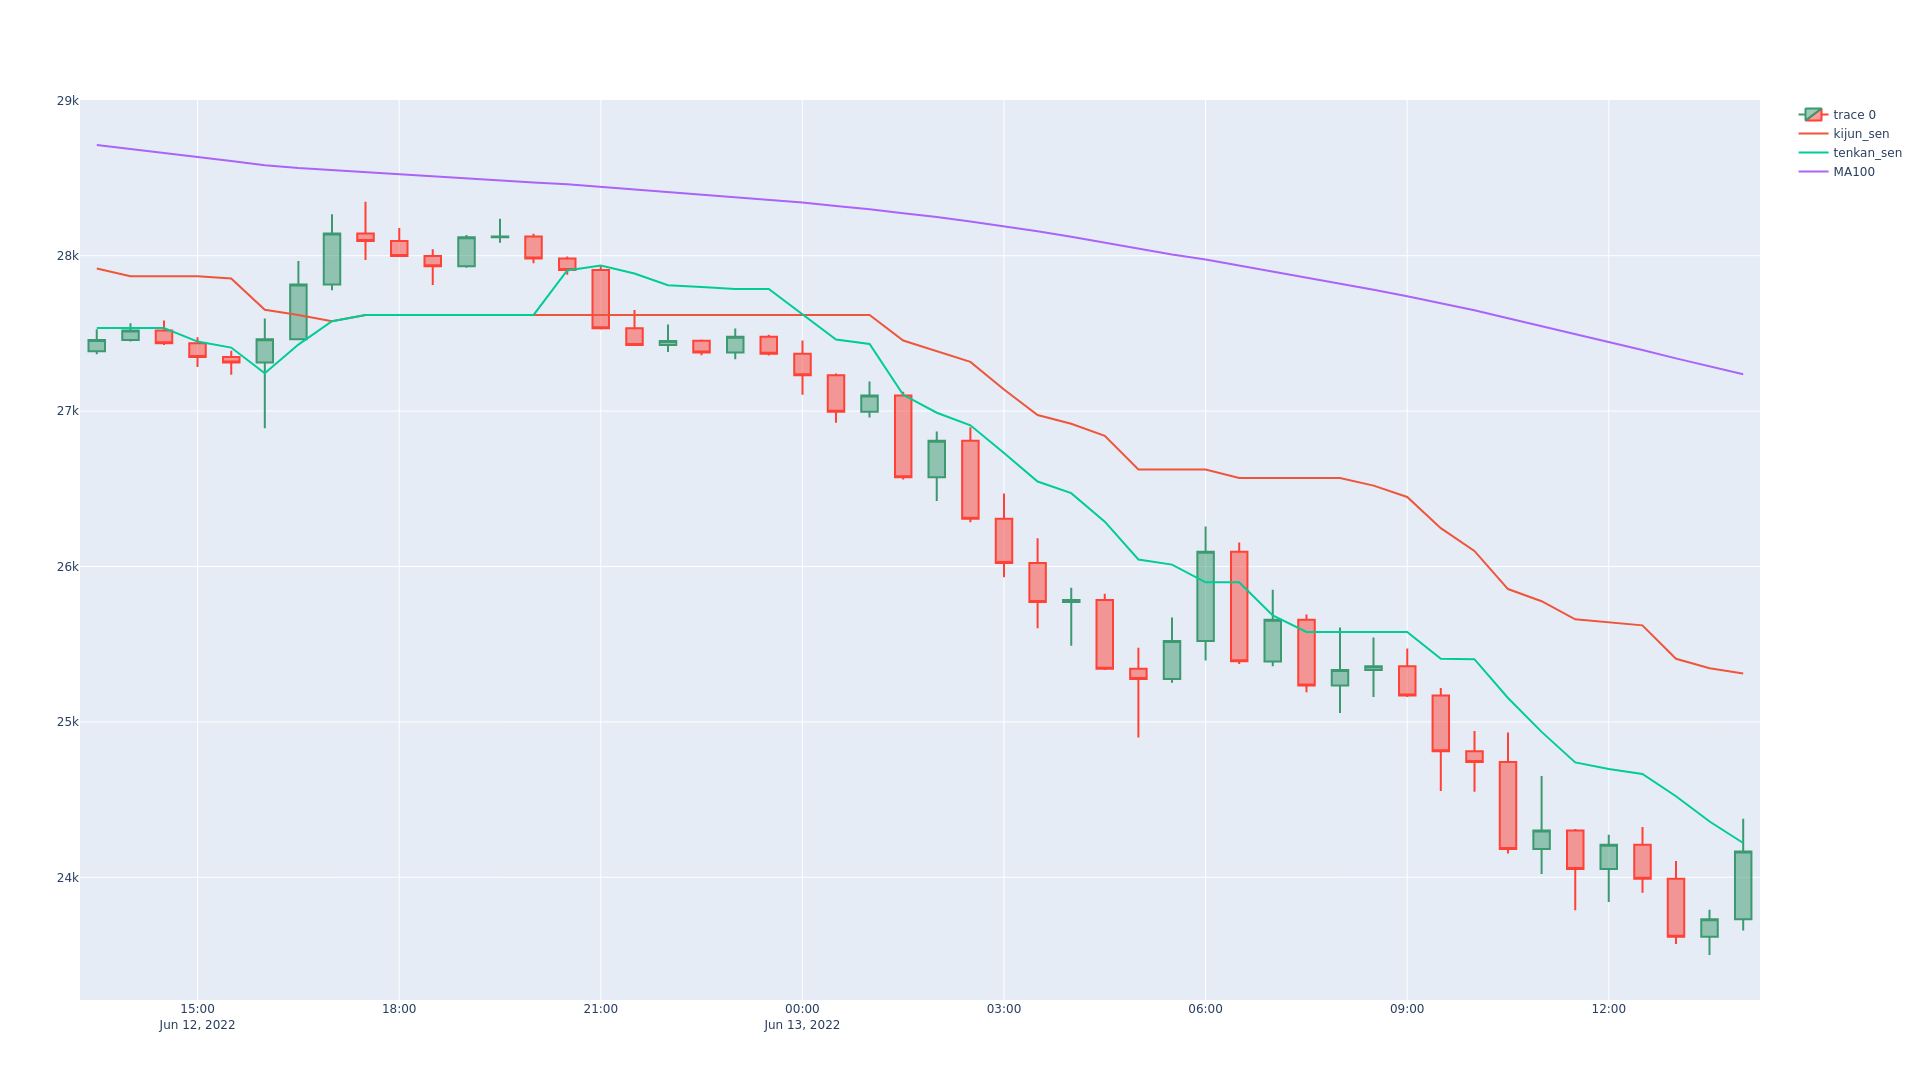 29k
28k
27k
26k
25k
24k
15:00
Jun 12, 2022
18:00
21:00
00:00
Jun 13, 2022
03:00
06:00
09:00
12:00
trace 0
kijun_sen
tenkan_sen
MA100